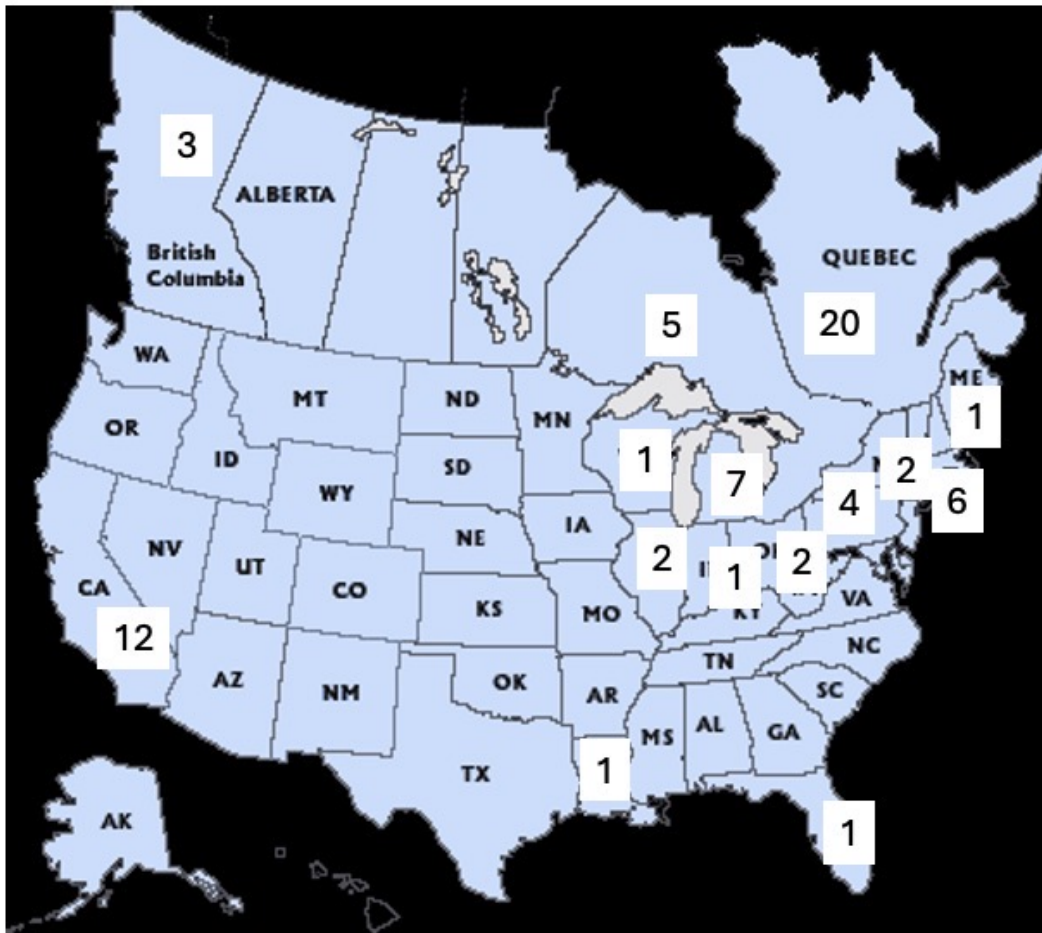 3
ALBERTA
British
Columbia
QUEBEC
5
20
WA
MT
ND
MN
ME
1
OR
ID
SD
1
7
2
4
6
WY
IA
NE
NV
UT
CO
2
1
2
CA
KS
MO
KY
VA
12
TN
NC
AZ
NM
OK
AR
SC
MS
AL
GA
TX
1
AK
1